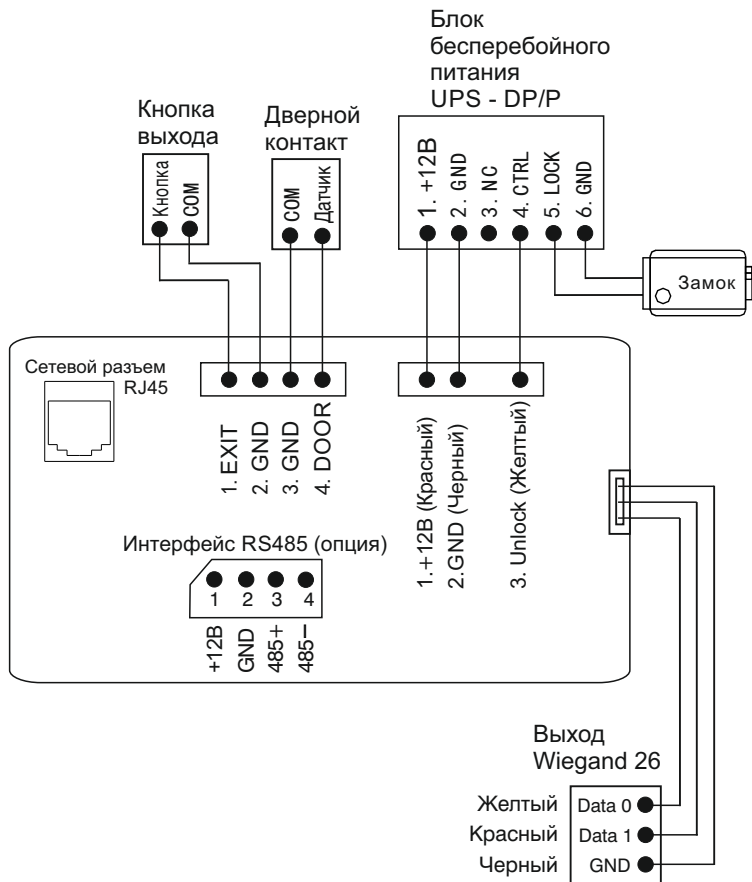 Блок
бесперебойного
питания
UPS - DP/P
Кнопка
выхода
Дверной
контакт
Кнопка
COM
COM
Датчик
1. +12В
2. GND
3. NC
4. CTRL
5. LOCK
6. GND
Замок
Сетевой разъем
RJ45
1. EXIT
2. GND
3. GND
4. DOOR
1.+12В (Красный)
2.GND (Черный)
3. Unlock (Желтый)
Интерфейс RS485 (опция)
1 2 3 4
+12В
GND
485+
485−
Выход
Wiegand 26
Желтый Data 0
Красный Data 1
Черный GND